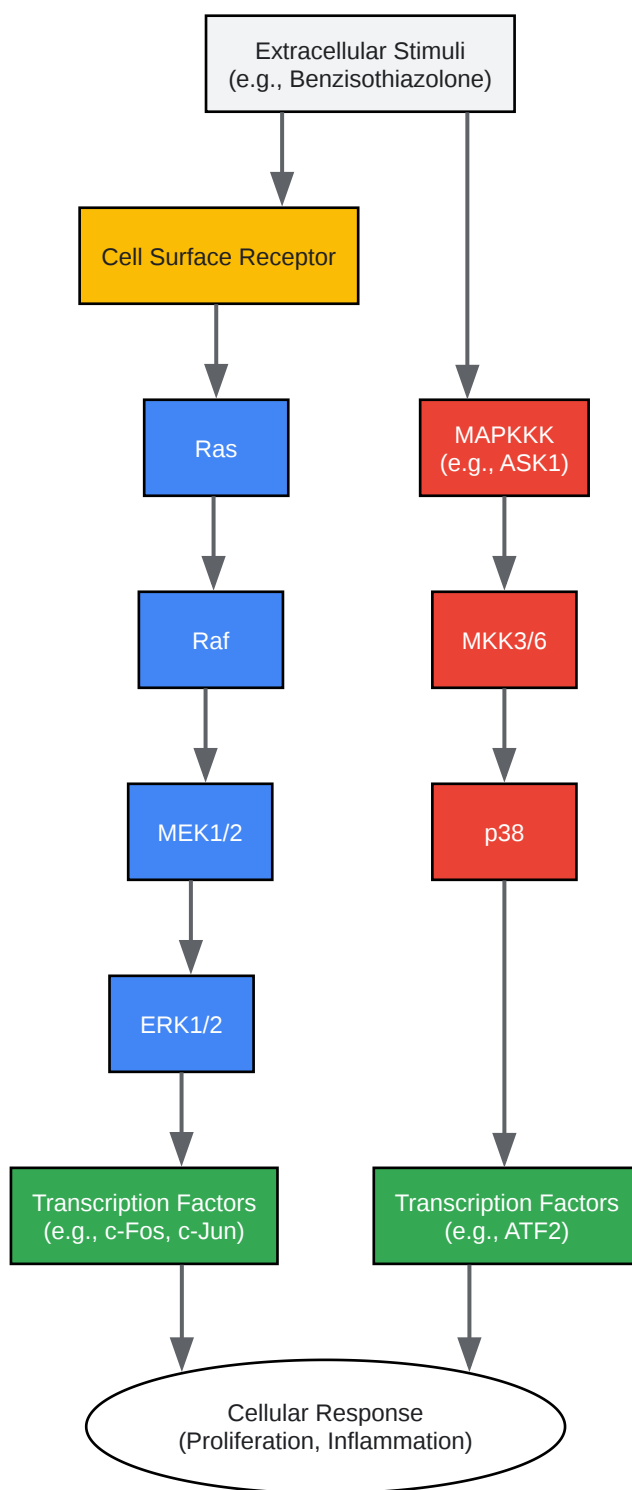 Extracellular Stimuli
(e.g., Benzisothiazolone)
Cell Surface Receptor
Ras
MAPKKK
(e.g., ASK1)
Raf
MKK3/6
MEK1/2
p38
ERK1/2
Transcription Factors
(e.g., c-Fos, c-Jun)
Transcription Factors
(e.g., ATF2)
Cellular Response
(Proliferation, Inflammation)